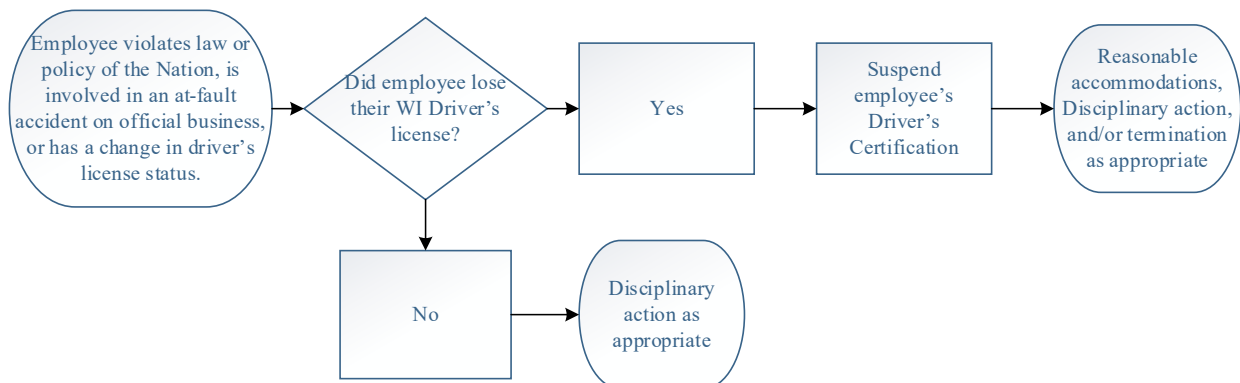 Employee violates law or
policy of the Nation, is
involved in an at-fault
accident on official business,
or has a change in driver's
license status.
Did employee lose
their WI Driver's
license?
Yes
Suspend
employee's
Driver's
Certification
Reasonable
accommodations,
Disciplinary action,
and/or termination
as appropriate
No
Disciplinary
action as
appropriate